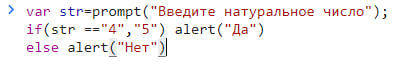 > var str=prompt("Введите натуральное число");
if(str =="4","5") alert("Да")
else alert("Нет")